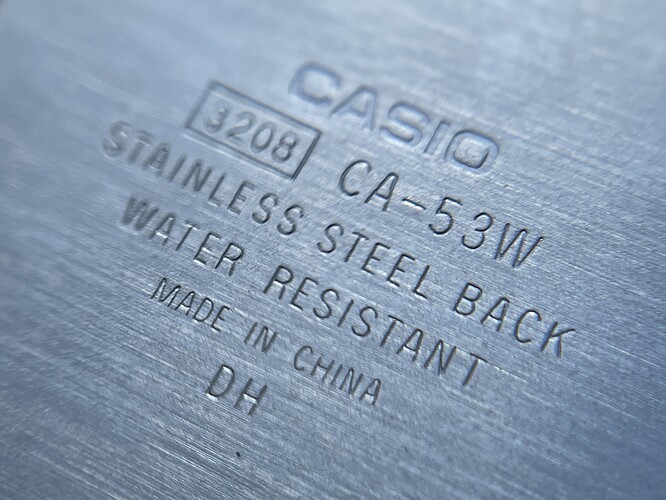 CASIO
3208 CA-53W
STAINLESS STEEL BACK
WATER RESISTANT
MADE IN CHINA
DH